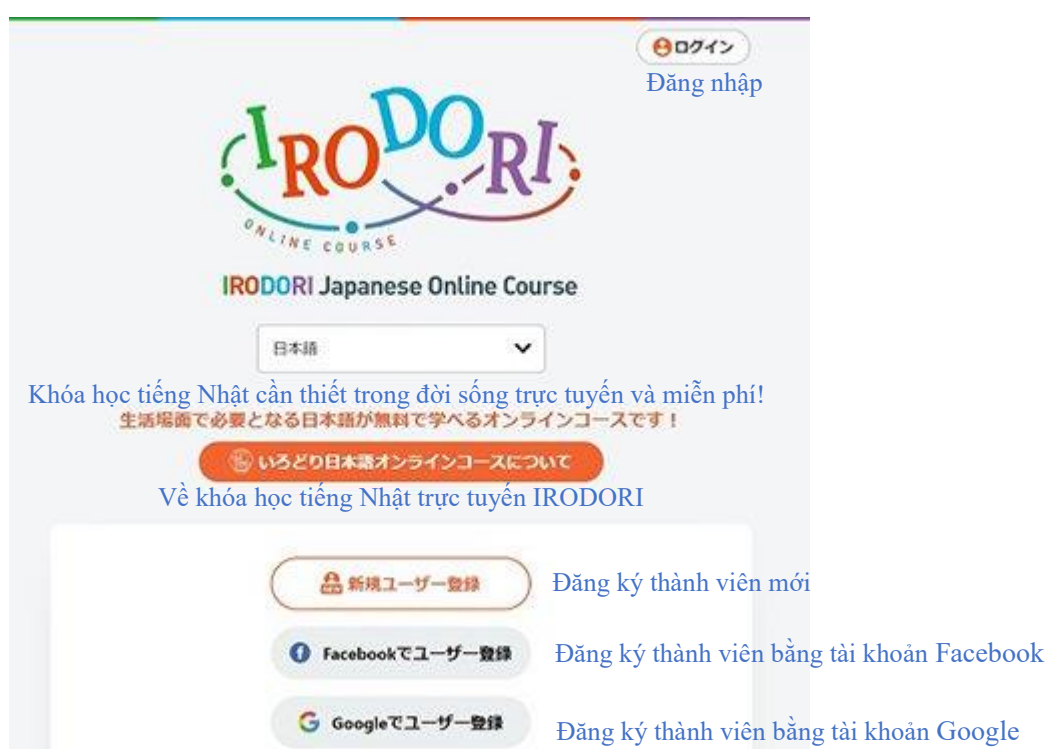 ログイン
Đăng nhập
IRODORI
ONLINE COURSE
IRODORI Japanese Online Course
日本語
Khóa học tiếng Nhật cần thiết trong đời sống trực tuyến và miễn phí!
生活場面で必要となる日本語が無料で学べるオンラインコースです！
いろどり日本語オンラインコースについて
Về khóa học tiếng Nhật trực tuyến IRODORI
新規ユーザー登録 Đăng ký thành viên mới
Facebookでユーザー登録 Đăng ký thành viên bằng tài khoản Facebook
Googleでユーザー登録 Đăng ký thành viên bằng tài khoản Google